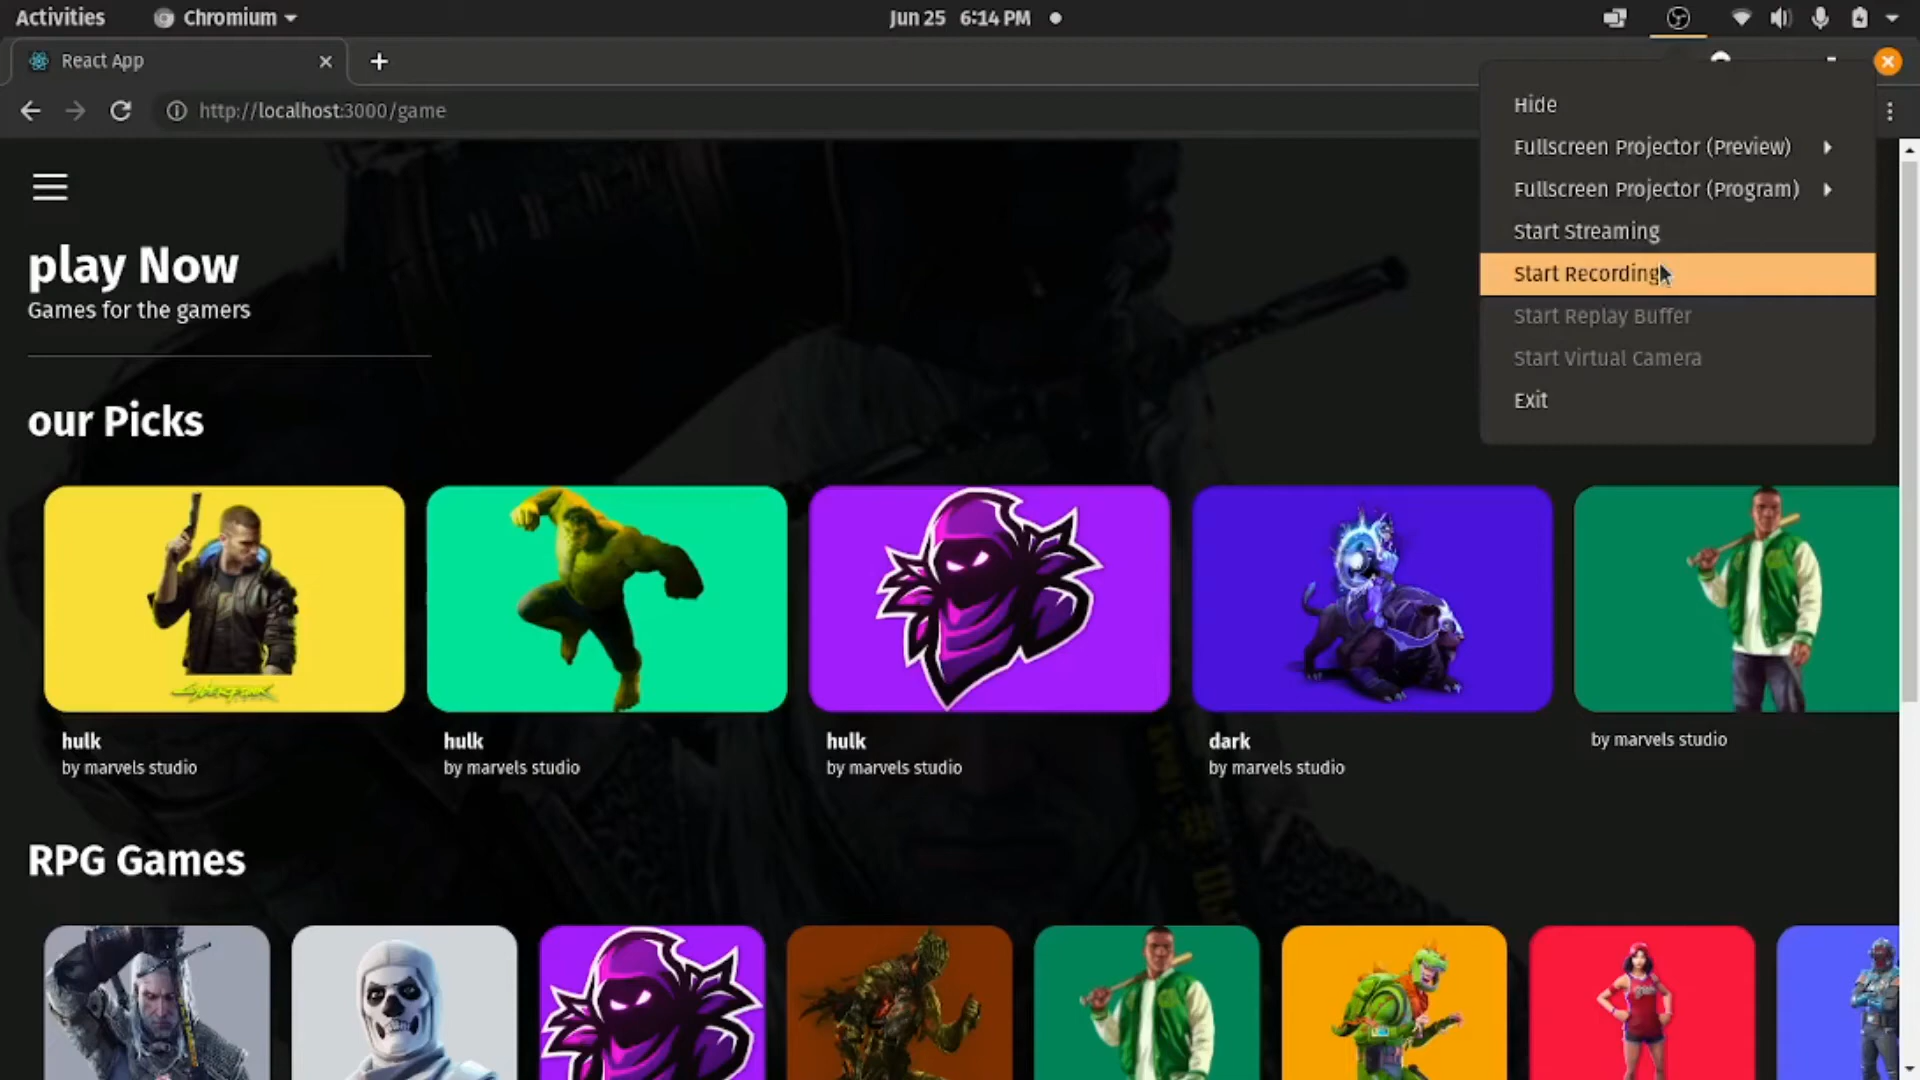 Activities
Chromium
Jun 25 6:14 PM
React App
http://localhost:3000/game
Hide
Fullscreen Projector (Preview)
Fullscreen Projector (Program)
Start Streaming
Start Recording
Start Replay Buffer
Start Virtual Camera
Exit
play Now
Games for the gamers
our Picks
CYBERPUNK
hulk
by marvels studio
hulk
by marvels studio
hulk
by marvels studio
dark
by marvels studio
by marvels studio
RPG Games